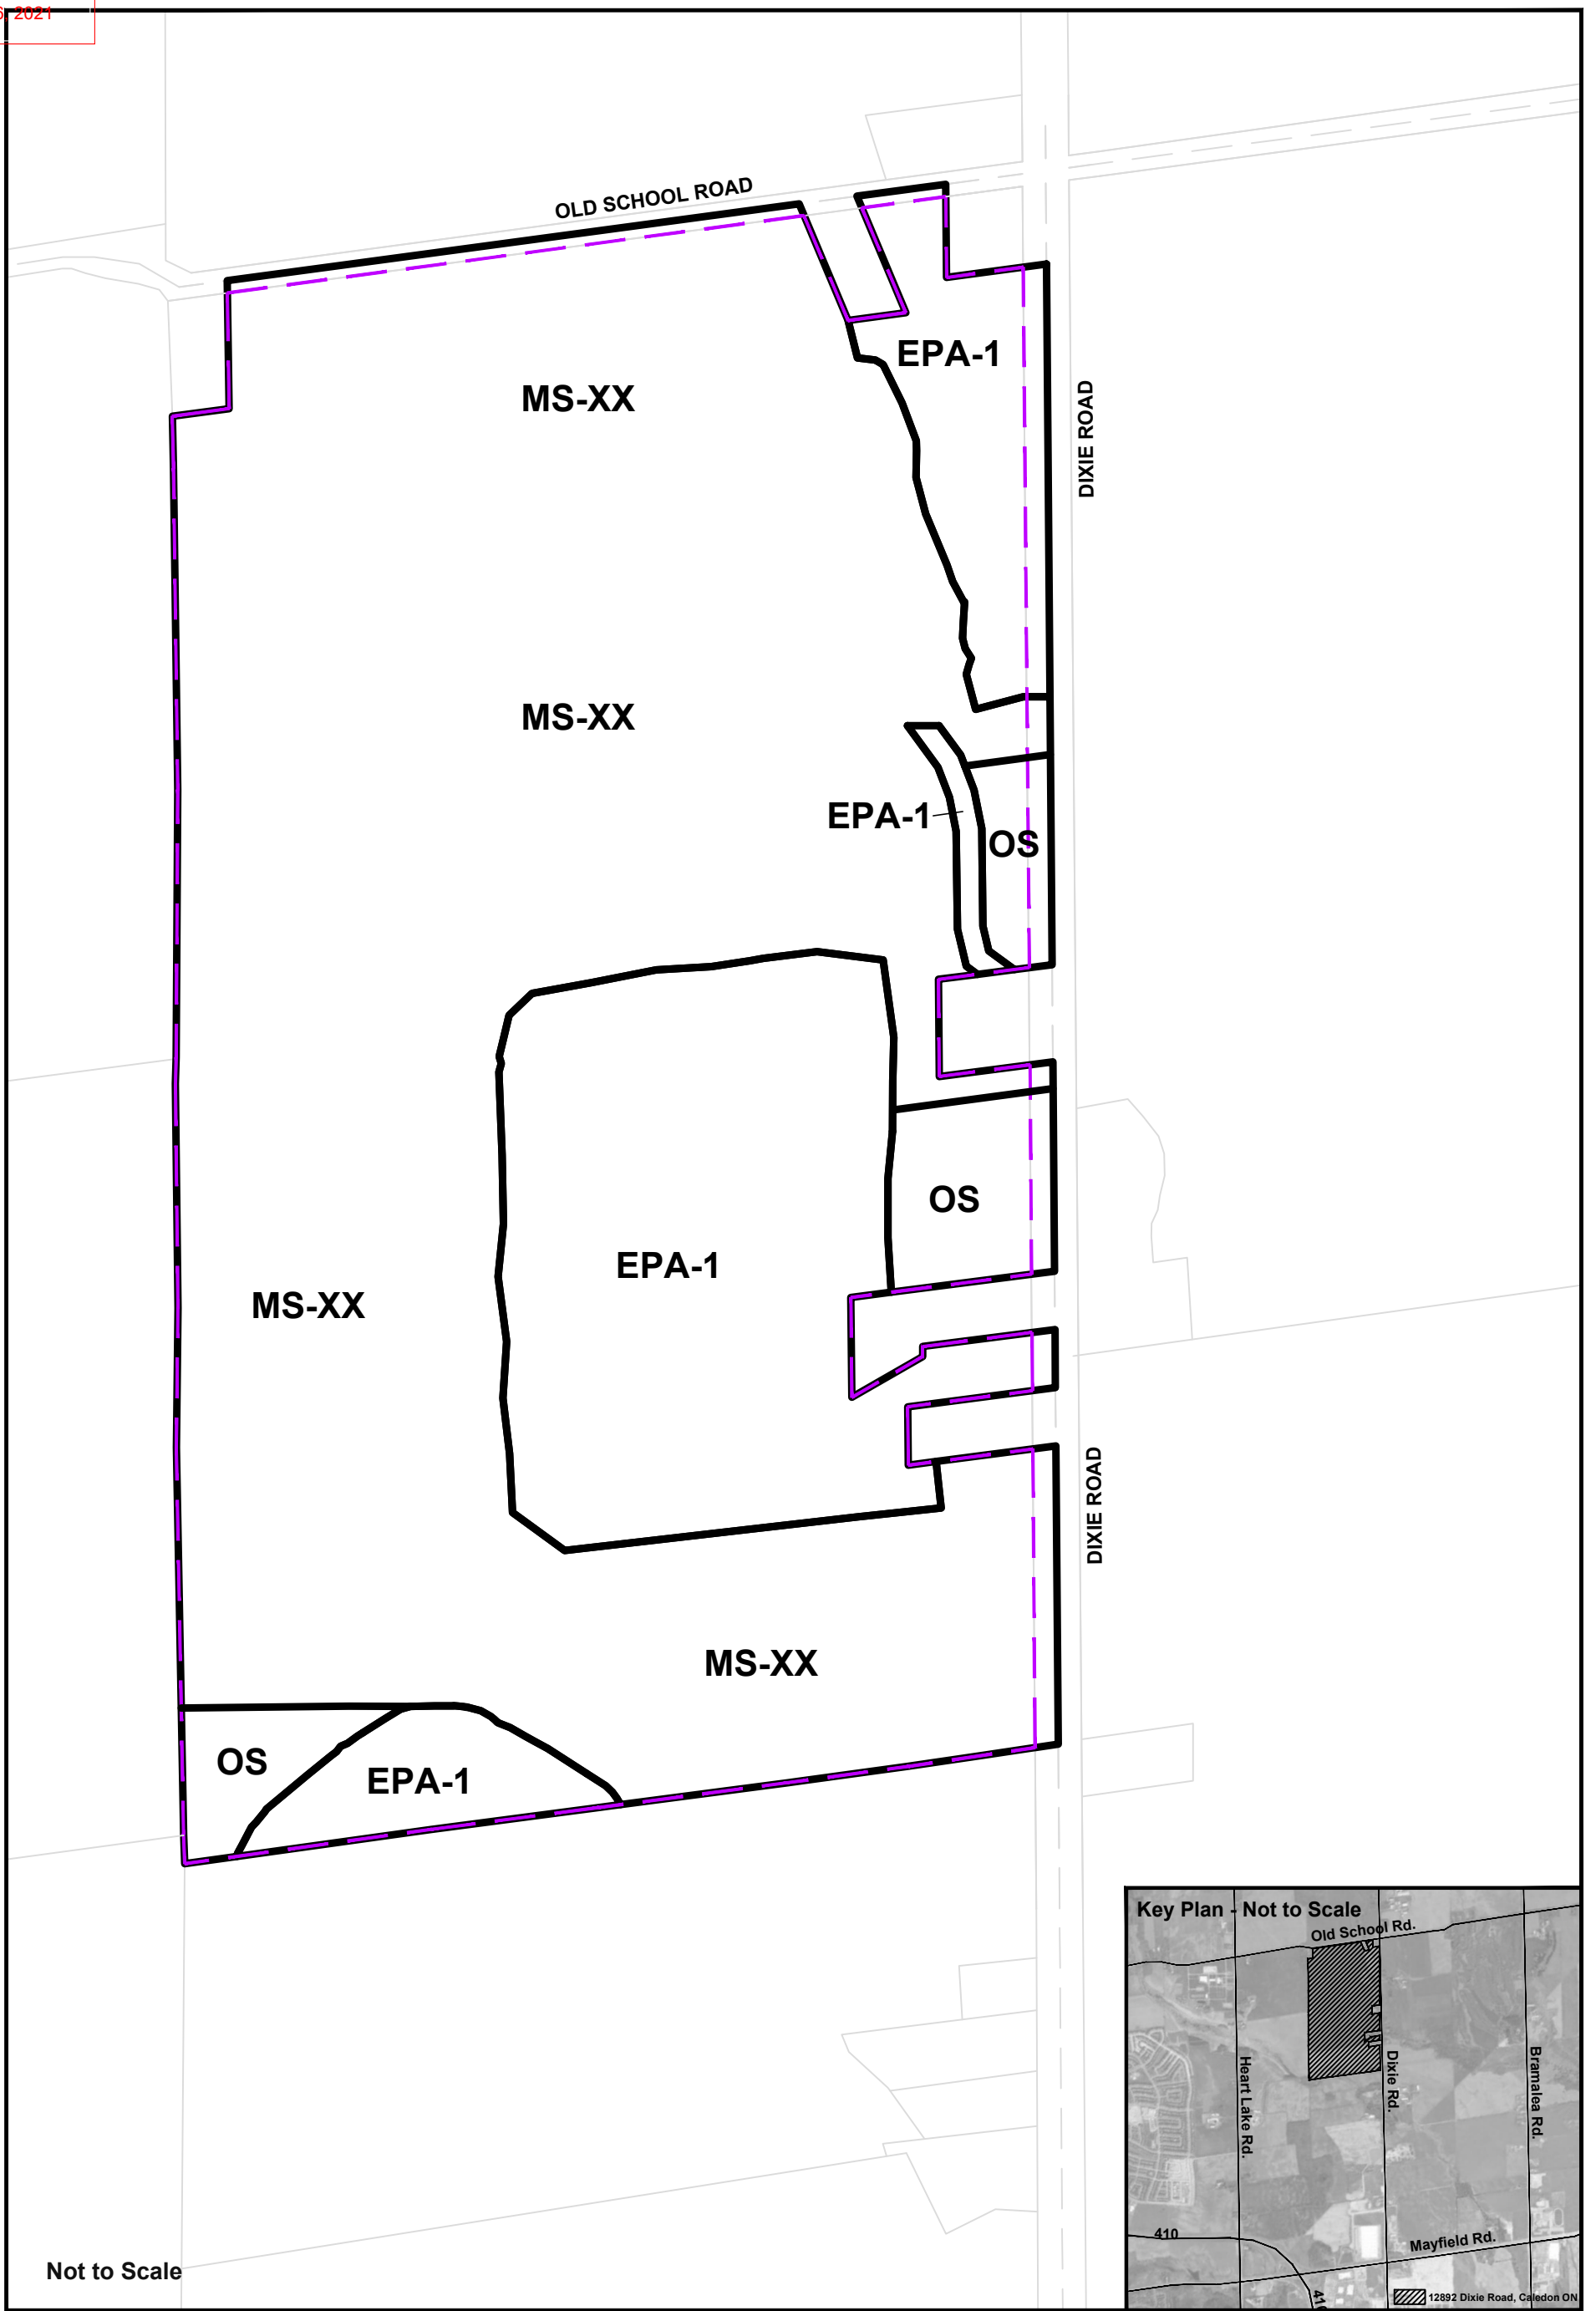 , 2021
OLD SCHOOL ROAD
EPA-1
MS-XX
DIXIE ROAD
MS-XX
EPA-1
OS
OS
EPA-1
MS-XX
DIXIE ROAD
MS-XX
OS
EPA-1
Key Plan - Not to Scale
Old School Rd.
Heart Lake Rd.
Dixie Rd.
Bramalea Rd.
410
Mayfield Rd.
410
12892 Dixie Road, Caledon ON
Not to Scale